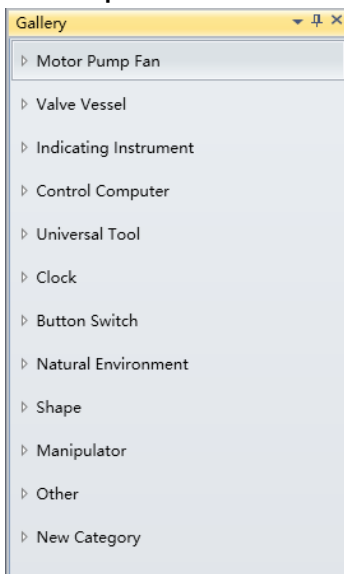 Gallery
Motor Pump Fan
Valve Vessel
Indicating Instrument
Control Computer
Universal Tool
Clock
Button Switch
Natural Environment
Shape
Manipulator
Other
New Category